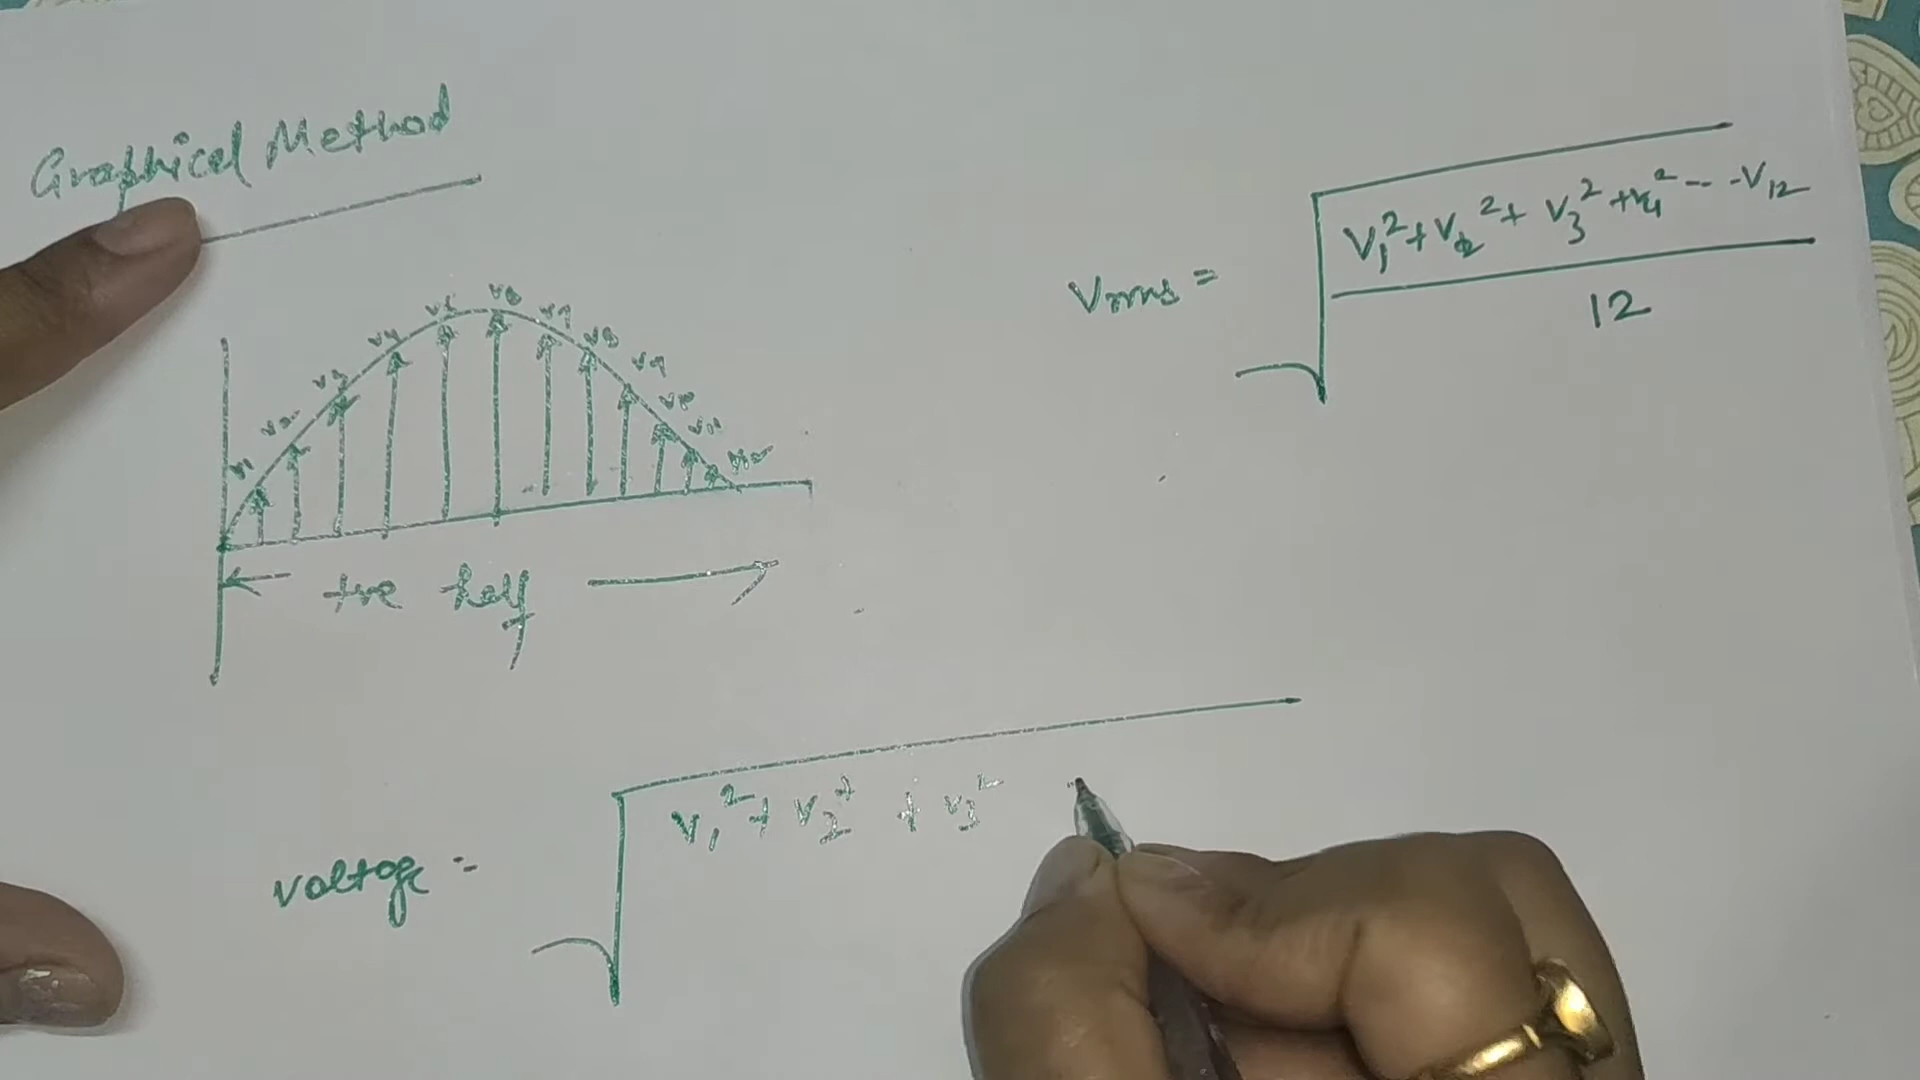 Graphical Method
V1 V2 V3 V4 V5 V6 V7 V8 V9 V10 V11 V12
+ve half
Vrms = √
V₁² + V₂² + V₃² + V₄² - - - V₁₂
12
voltage = √
V₁² + V₂² + V₃²